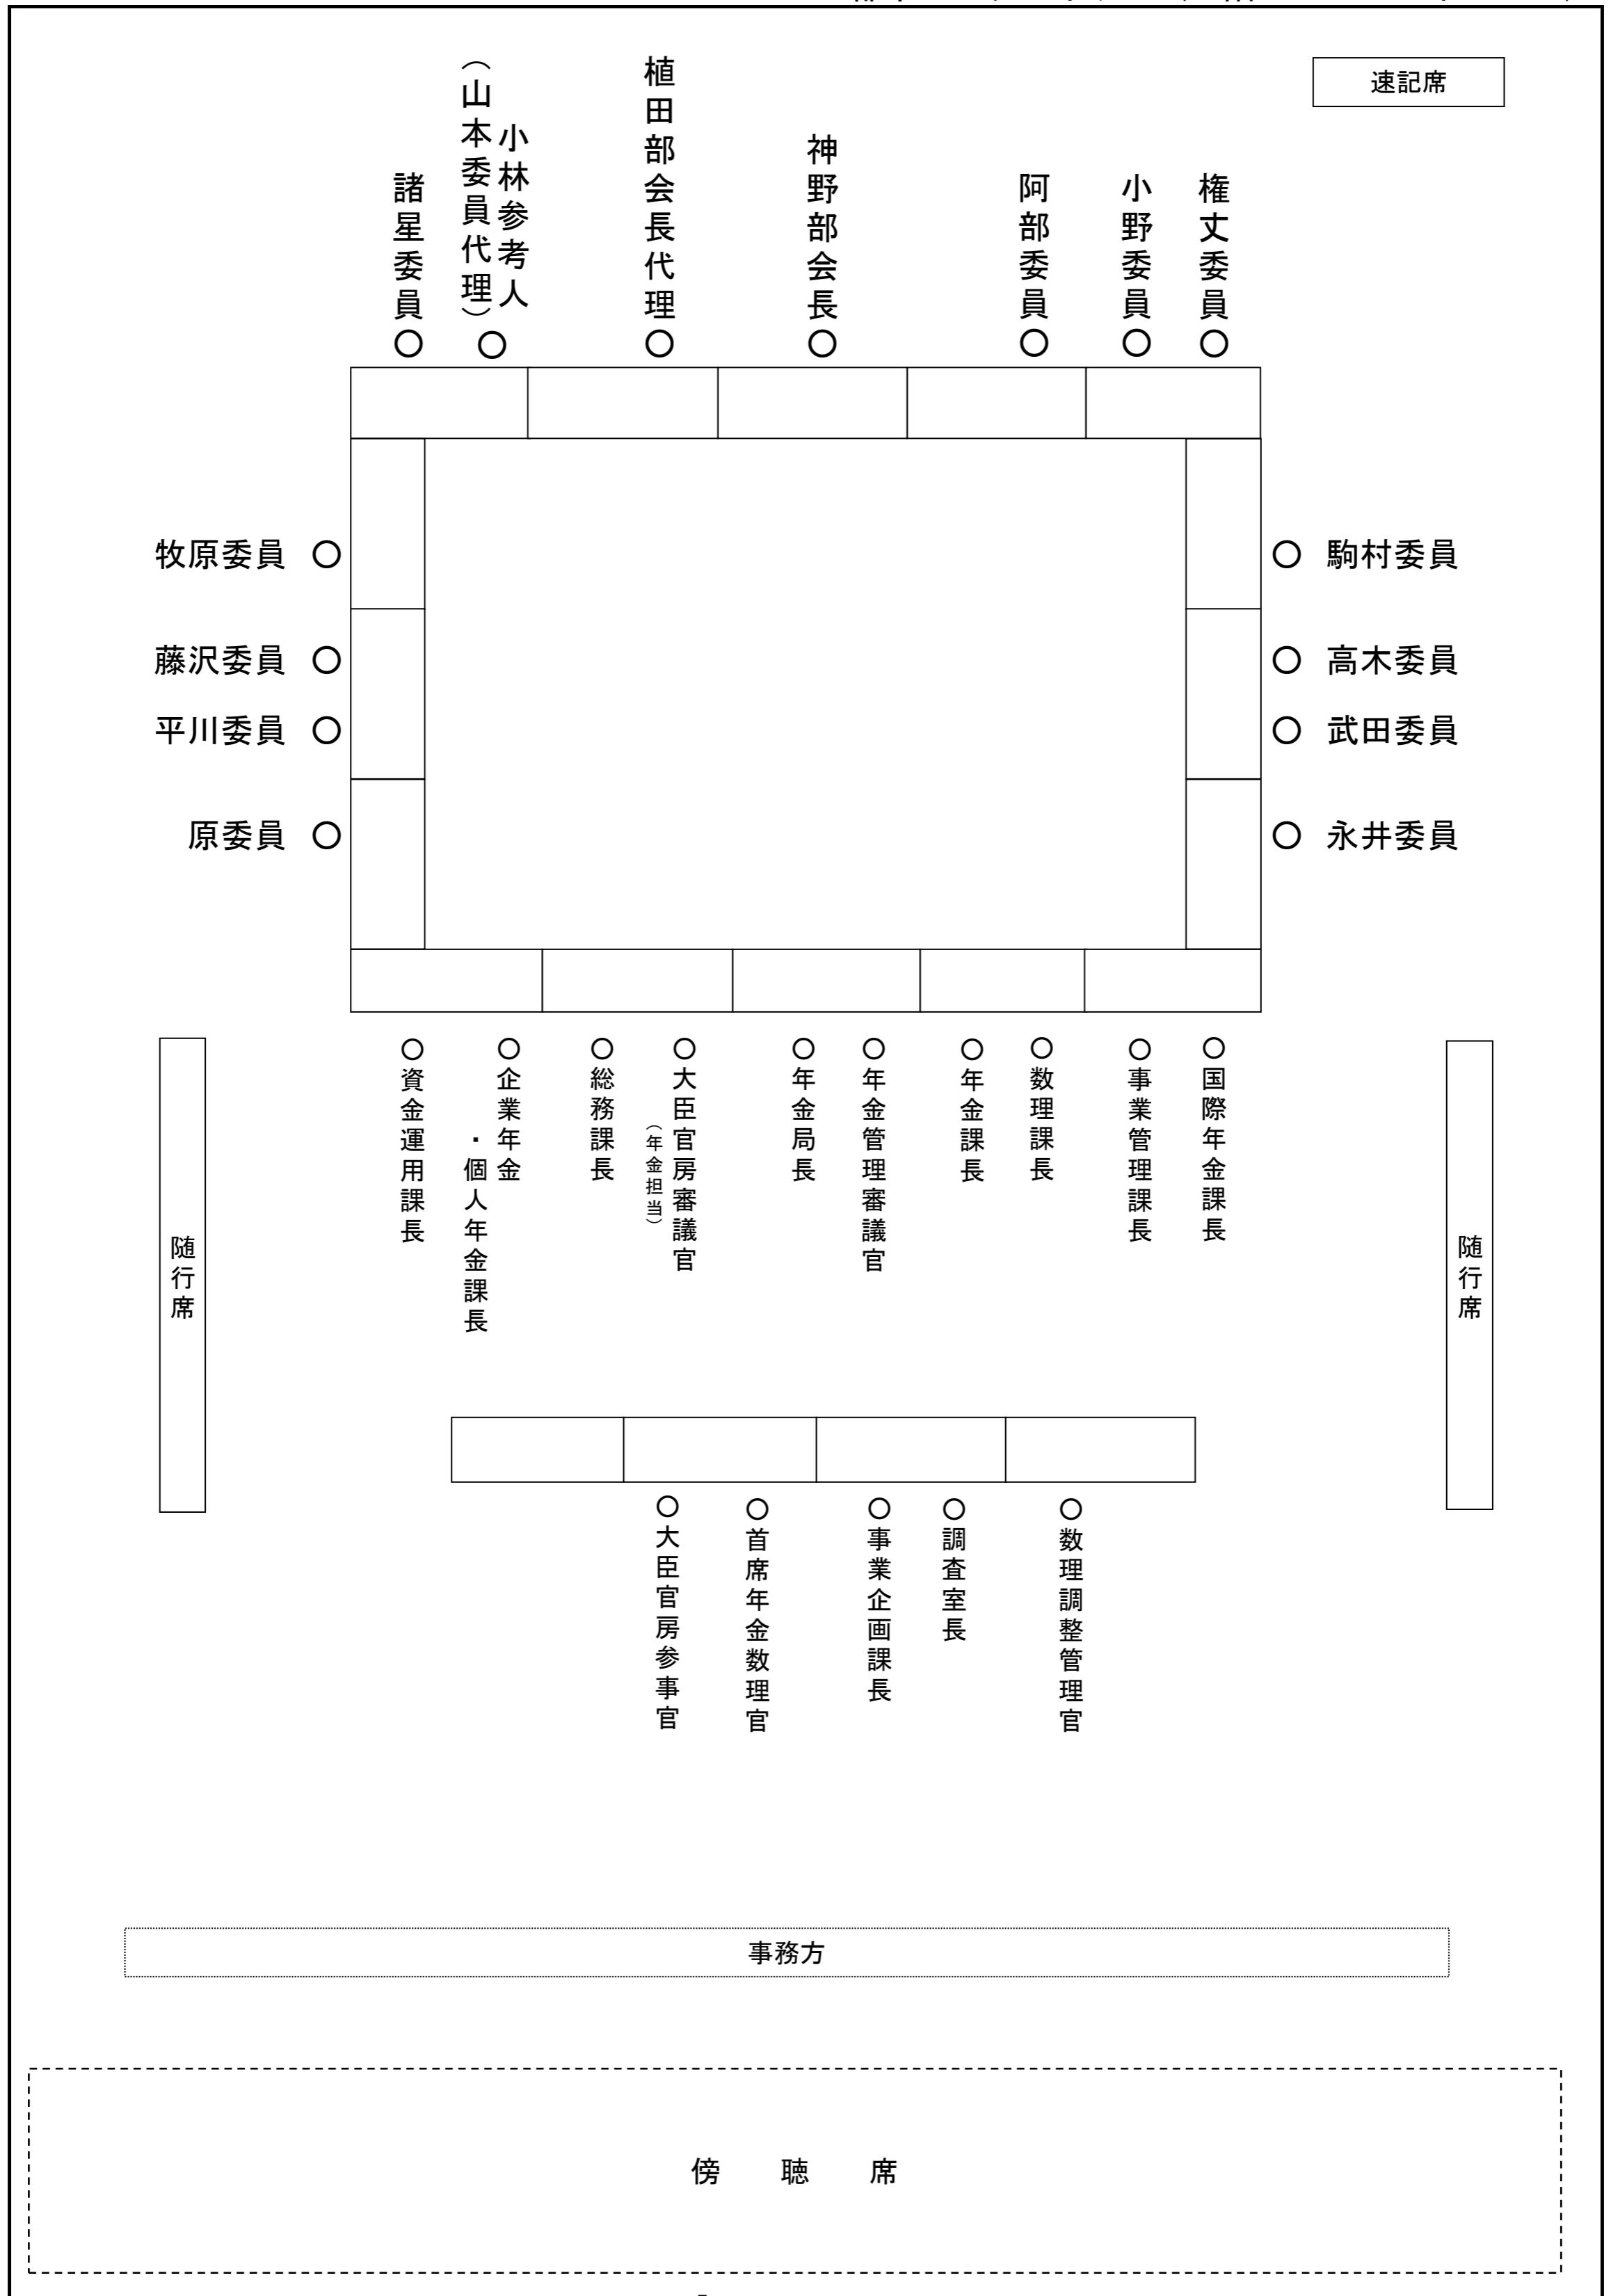 速記席
諸星委員○
小林参考人
（山本委員代理）○
植田部会長代理○
神野部会長○
阿部委員○
小野委員○
権丈委員○
牧原委員 ○
○ 駒村委員
藤沢委員 ○
○ 高木委員
平川委員 ○
○ 武田委員
原委員 ○
○ 永井委員
○資金運用課長
○企業年金
・個人年金課長
○総務課長
○大臣官房審議官
（年金担当）
○年金局長
○年金管理審議官
○年金課長
○数理課長
○事業管理課長
○国際年金課長
随行席
随行席
○大臣官房参事官
○首席年金数理官
○事業企画課長
○調査室長
○数理調整管理官
事務方
傍 聴 席